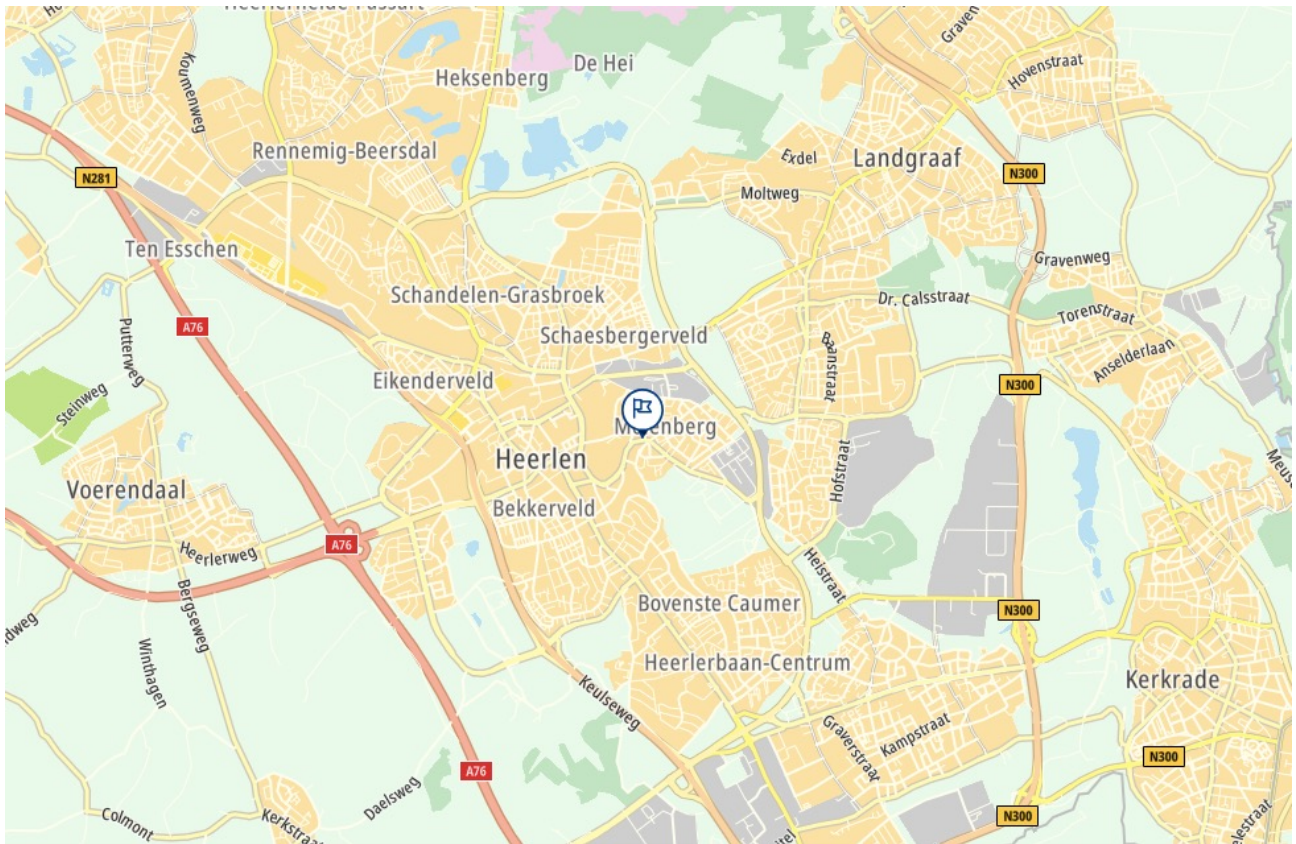 Heksenberg
De Hei
Graven
Hovenstraat
Koumenweg
Rennemig-Beersdal
Exdel
Landgraaf
N281
N300
Moltweg
Ten Esschen
Gravenweg
Schandelen-Grasbroek
Dr. Calsstraat
Torenstraat
A76
Putterweg
Schaesbergerveld
Baanstraat
Anselderlaan
Eikenderveld
N300
Steinweg
Heerlen
Hofstraat
Voerendaal
Bekkerveld
Heerlerweg
A76
Heistraat
Bergseweg
Bovenste Caumer
N300
Winthagen
Heerlerbaan-Centrum
Kerkrade
Keulseweg
Graverstraat
Kampstraat
N300
A76
Daelsweg
Colmont
Kerkstraat
N300